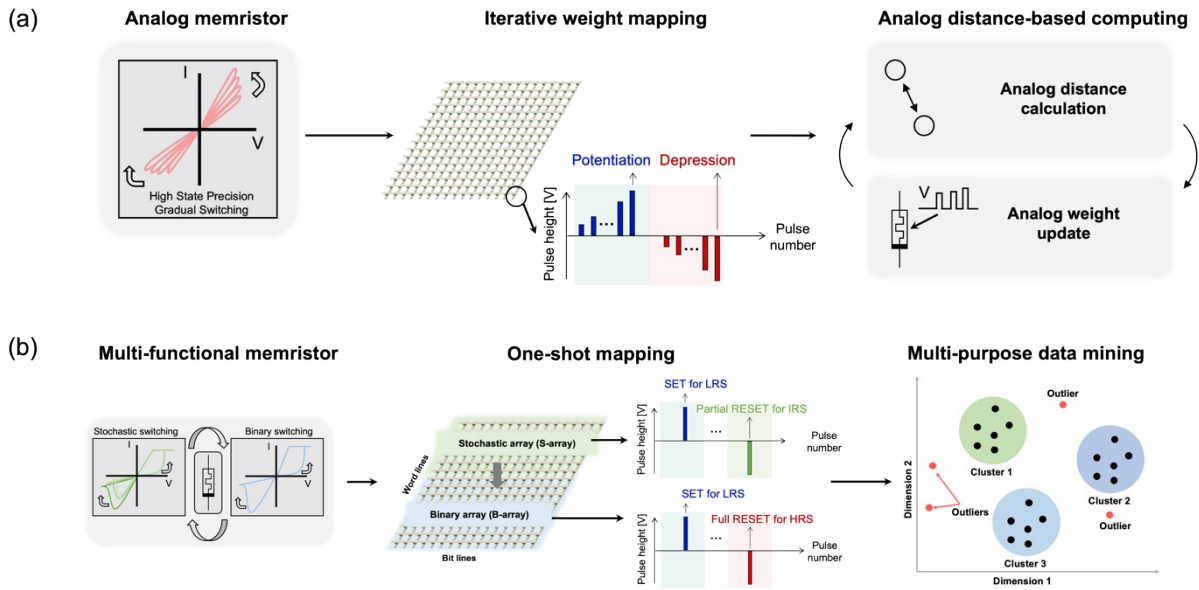 (a)
Analog memristor
Iterative weight mapping
Analog distance-based computing
I
V
High State Precision
Gradual Switching
Potentiation
Depression
Pulse height [V]
...
...
Pulse
number
Analog distance
calculation
V
Analog weight
update
(b)
Multi-functional memristor
One-shot mapping
Multi-purpose data mining
Stochastic switching
I
V
Binary switching
I
V
Stochastic array (S-array)
Word lines
Binary array (B-array)
Bit lines
SET for LRS
Partial RESET for IRS
Pulse height [V]
...
Pulse
number
SET for LRS
Full RESET for HRS
Pulse height [V]
...
Pulse
number
Outlier
Cluster 1
Cluster 2
Outliers
Outlier
Cluster 3
Dimension 2
Dimension 1